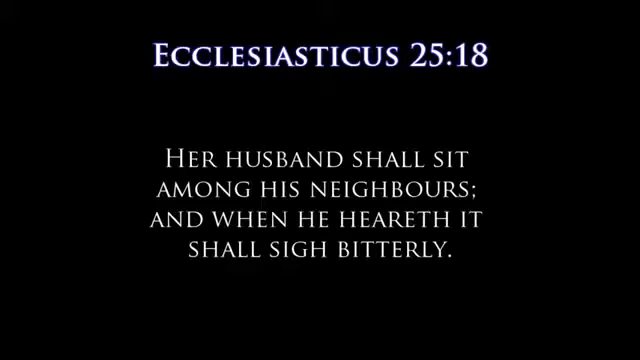 Ecclesiasticus 25:18
Her husband shall sit
among his neighbours;
and when he heareth it
shall sigh bitterly.